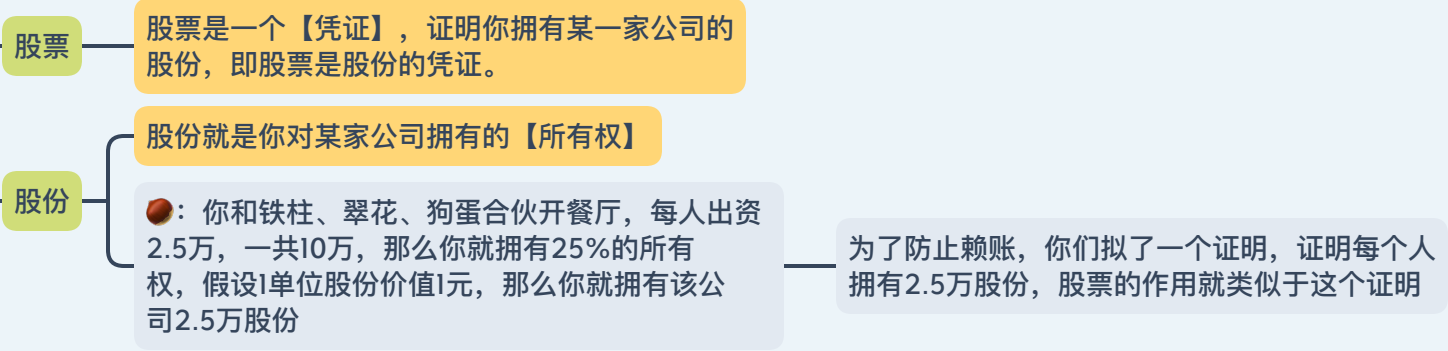 股票
股票是一个【凭证】，证明你拥有某一家公司的
股份，即股票是股份的凭证。
股份
股份就是你对某家公司拥有的【所有权】
：你和铁柱、翠花、狗蛋合伙开餐厅，每人出资
2.5万，一共10万，那么你就拥有25%的所有
权，假设1单位股份价值1元，那么你就拥有该公
司2.5万股份
为了防止赖账，你们拟了一个证明，证明每个人
拥有2.5万股份，股票的作用就类似于这个证明